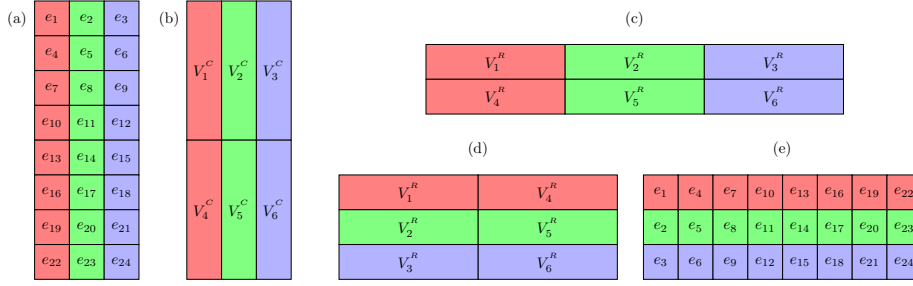 (a)
e₁ e₂ e₃
e₄ e₅ e₆
e₇ e₈ e₉
e₁₀ e₁₁ e₁₂
e₁₃ e₁₄ e₁₅
e₁₆ e₁₇ e₁₈
e₁₉ e₂₀ e₂₁
e₂₂ e₂₃ e₂₄
(b)
V₁ᶜ V₂ᶜ V₃ᶜ
V₄ᶜ V₅ᶜ V₆ᶜ
(c)
V₁ᴿ V₂ᴿ V₃ᴿ
V₄ᴿ V₅ᴿ V₆ᴿ
(d)
V₁ᴿ V₄ᴿ
V₂ᴿ V₅ᴿ
V₃ᴿ V₆ᴿ
(e)
e₁ e₄ e₇ e₁₀ e₁₃ e₁₆ e₁₉ e₂₂
e₂ e₅ e₈ e₁₁ e₁₄ e₁₇ e₂₀ e₂₃
e₃ e₆ e₉ e₁₂ e₁₅ e₁₈ e₂₁ e₂₄